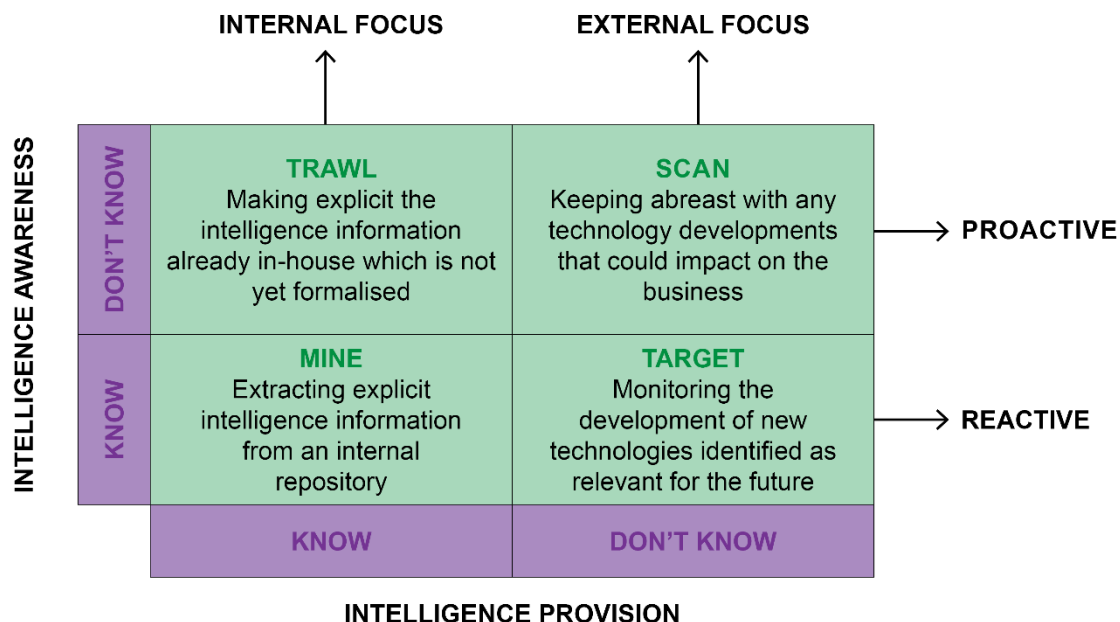 INTERNAL FOCUS
EXTERNAL FOCUS
INTELLIGENCE AWARENESS
DON'T KNOW
TRAWL
Making explicit the
intelligence information
already in-house which is not
yet formalised
SCAN
Keeping abreast with any
technology developments
that could impact on the
business
PROACTIVE
KNOW
MINE
Extracting explicit
intelligence information
from an internal
repository
TARGET
Monitoring the
development of new
technologies identified as
relevant for the future
REACTIVE
KNOW
DON'T KNOW
INTELLIGENCE PROVISION